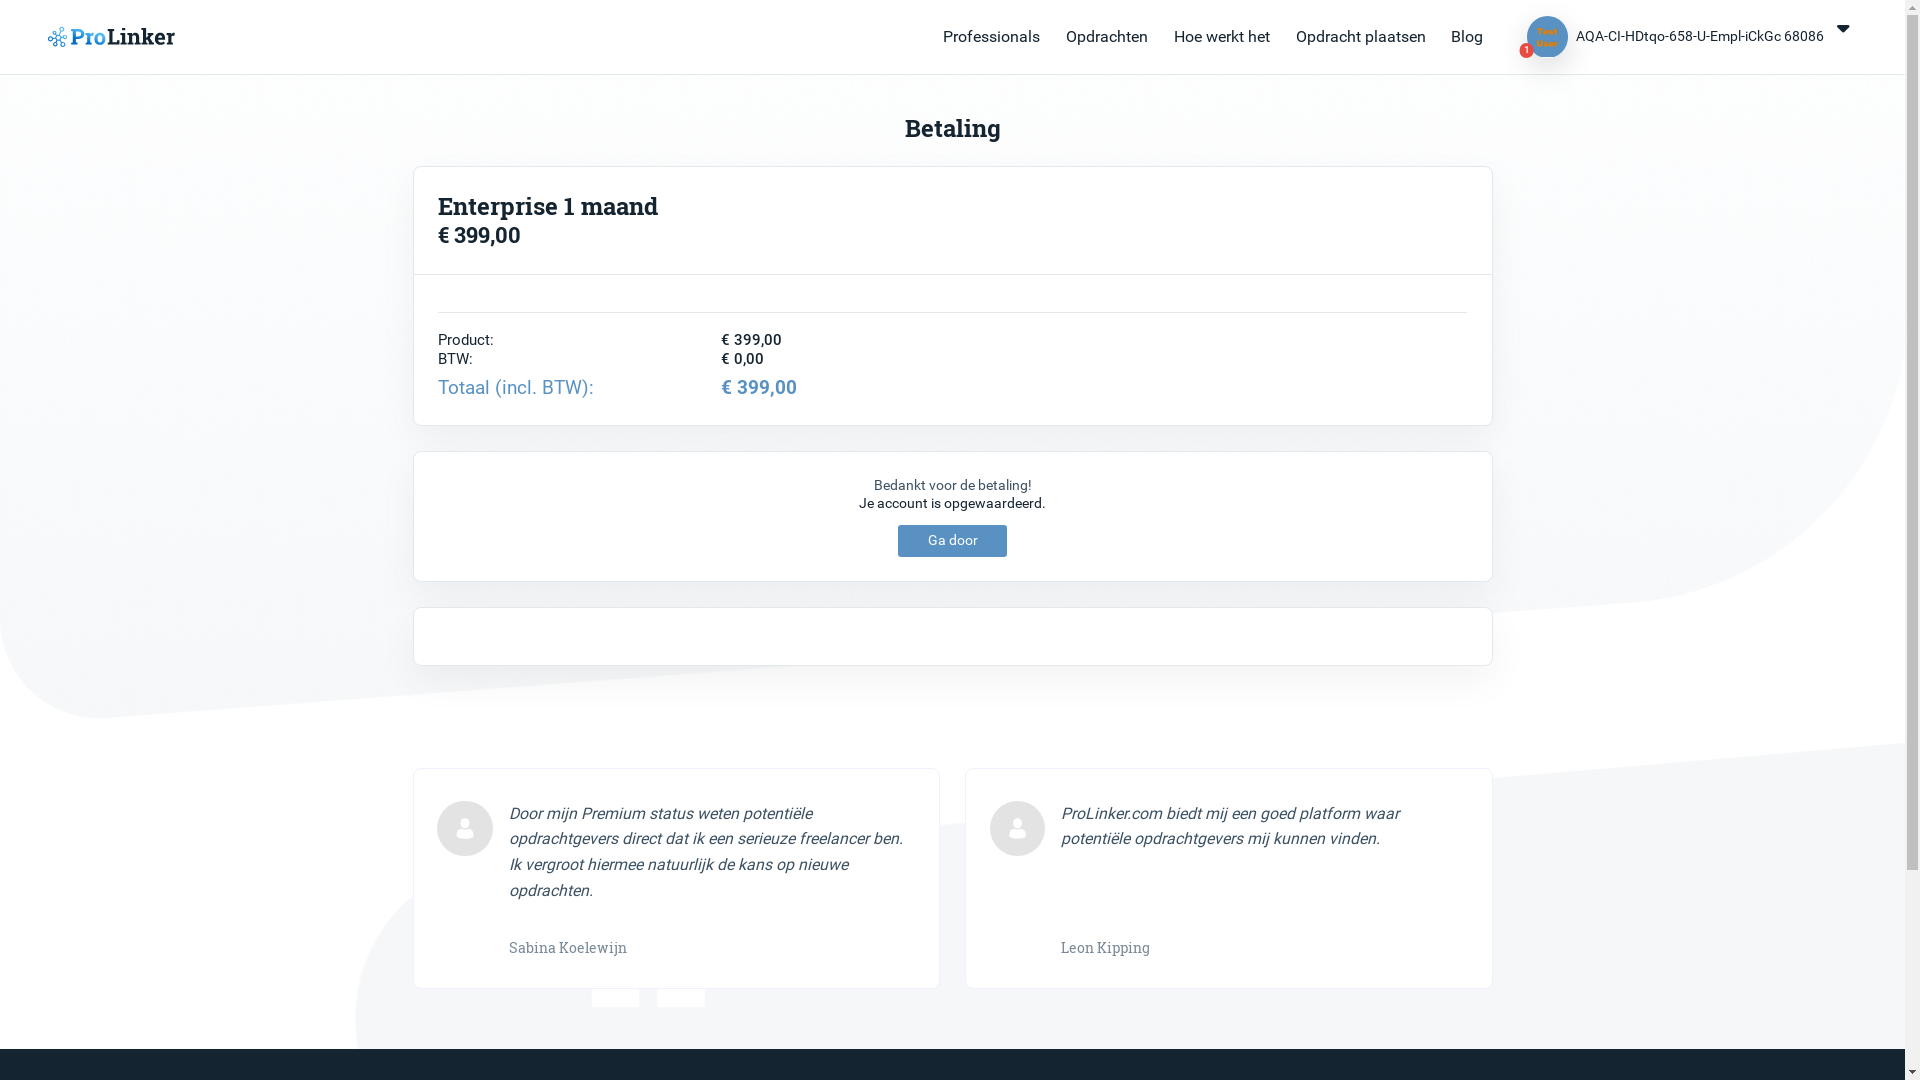 ProLinker
Professionals
Opdrachten
Hoe werkt het
Opdracht plaatsen
Blog
Test
User
1
AQA-CI-HDtqo-658-U-Empl-iCkGc 68086
Betaling
Enterprise 1 maand
€ 399,00
Product: € 399,00
BTW: € 0,00
Totaal (incl. BTW): € 399,00
Bedankt voor de betaling!
Je account is opgewaardeerd.
Ga door
Door mijn Premium status weten potentiële
opdrachtgevers direct dat ik een serieuze freelancer ben.
Ik vergroot hiermee natuurlijk de kans op nieuwe
opdrachten.
Sabina Koelewijn
ProLinker.com biedt mij een goed platform waar
potentiële opdrachtgevers mij kunnen vinden.
Leon Kipping